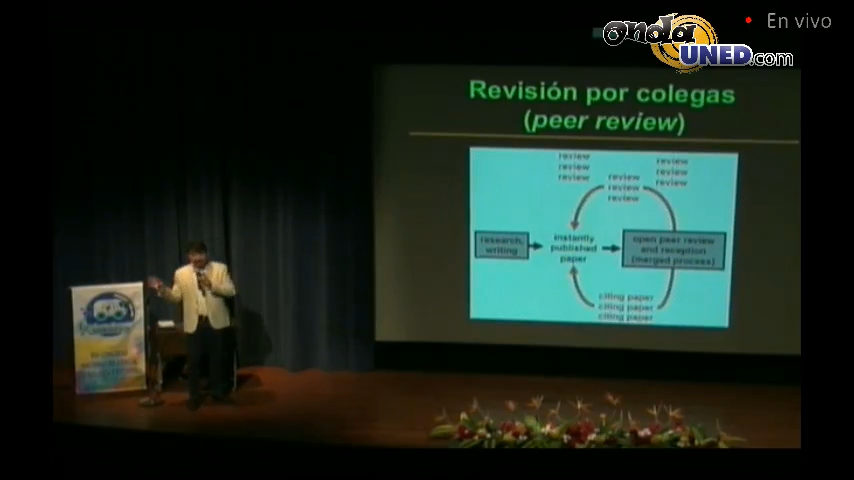 En vivo
onda
UNED.com
Revisión por colegas
(peer review)
review
review
review
review
review
review
review
review
review
research,
writing
instantly
published
paper
open peer review
and reception
(merged process)
citing paper
citing paper
citing paper